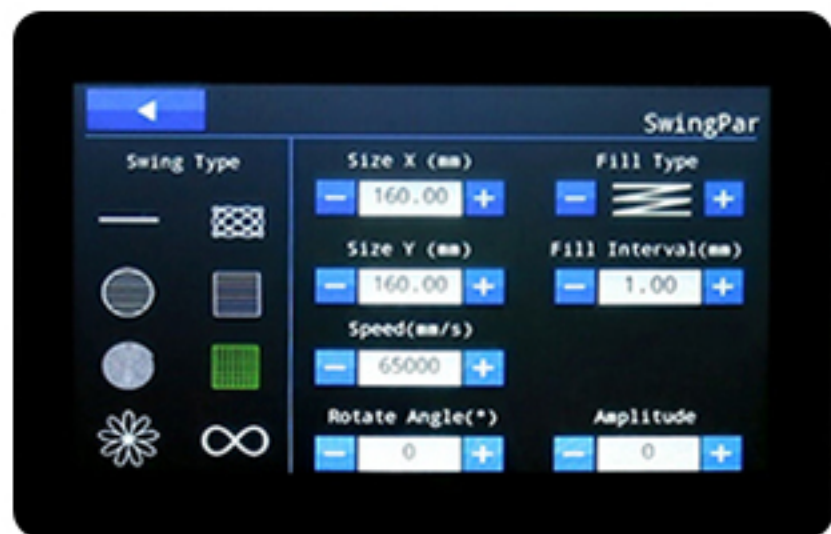 SwingPar
Swing Type
Size X (mm)
160.00
Fill Type
Size Y (mm)
160.00
Fill Interval(mm)
1.00
Speed(mm/s)
65000
Rotate Angle(°)
0
Amplitude
0